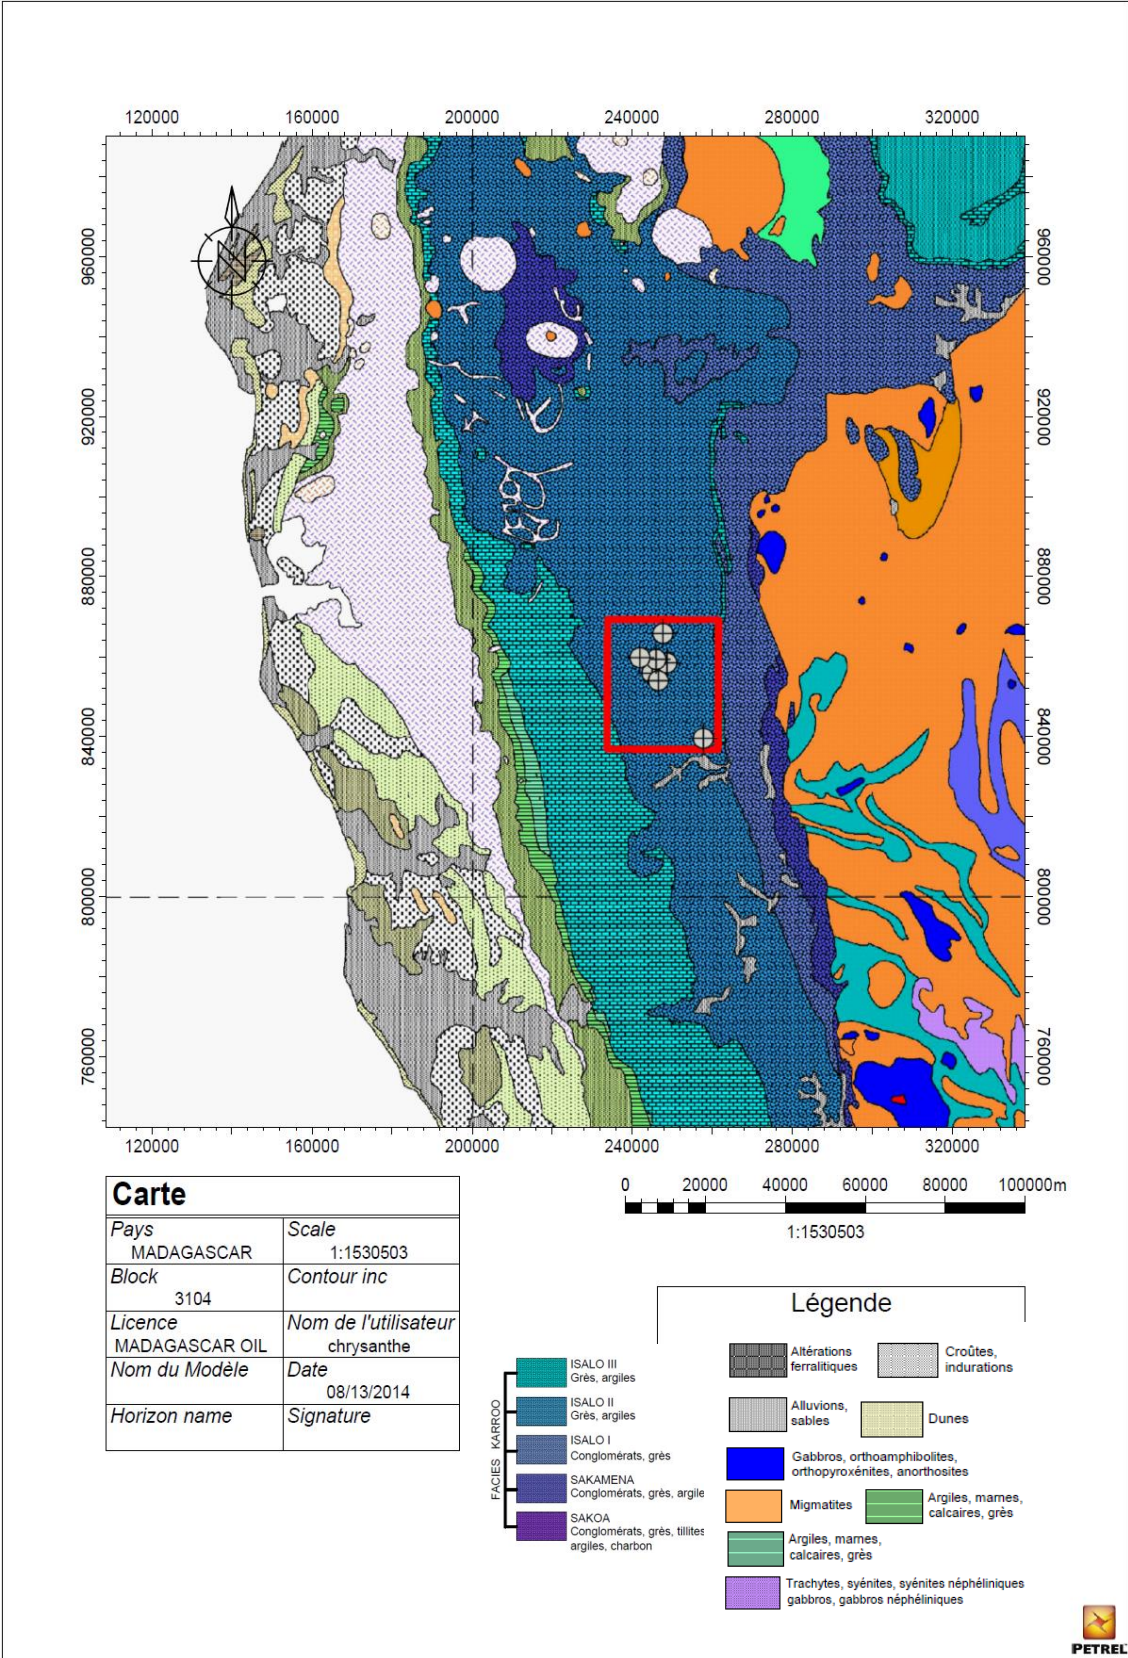 120000 160000 200000 240000 280000 320000
960000
920000
880000
840000
800000
760000
960000
920000
880000
840000
800000
760000
120000 160000 200000 240000 280000 320000
Carte
Pays
MADAGASCAR
Scale
1:1530503
Block
3104
Contour inc
Licence
MADAGASCAR OIL
Nom de l'utilisateur
chrysanthe
Nom du Modèle
Date
08/13/2014
Horizon name
Signature
0 20000 40000 60000 80000 100000m
1:1530503
Légende
FACIES KARROO
ISALO III
Grès, argiles
ISALO II
Grès, argiles
ISALO I
Conglomérats, grès
SAKAMENA
Conglomérats, grès, argile
SAKOA
Conglomérats, grès, tillites
argiles, charbon
Altérations
ferralitiques
Croûtes,
indurations
Alluvions,
sables
Dunes
Gabbros, orthoamphibolites,
orthopyroxénites, anorthosites
Migmatites
Argiles, marnes,
calcaires, grès
Argiles, marnes,
calcaires, grès
Trachytes, syénites, syénites néphéliniques
gabbros, gabbros néphéliniques
PETREL